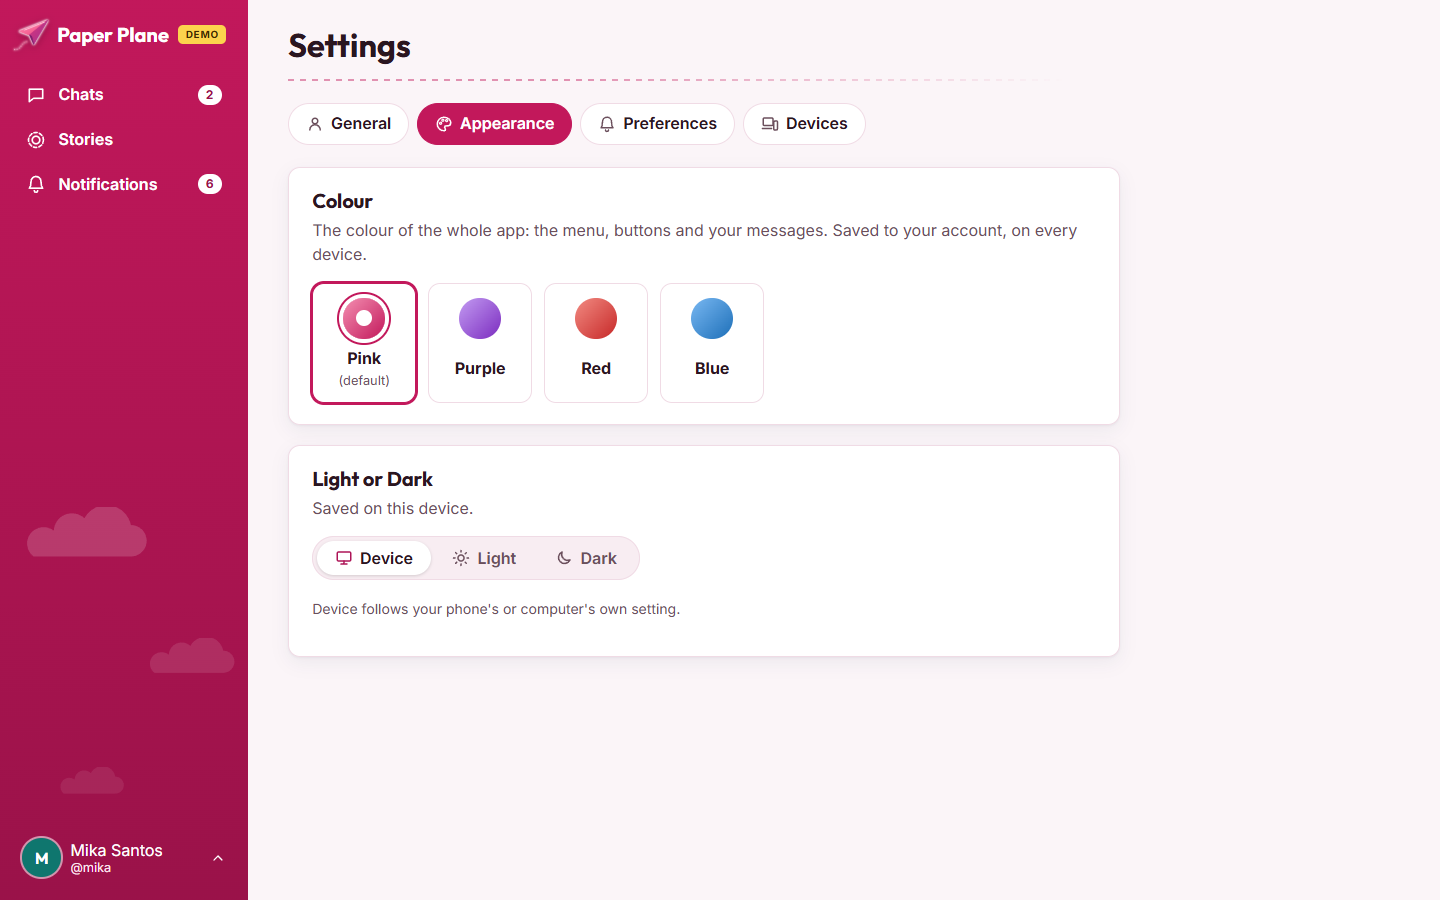 Paper Plane DEMO
Chats 2
Stories
Notifications 6
Mika Santos
@mika
M
Settings
General Appearance Preferences Devices
Colour
The colour of the whole app: the menu, buttons and your messages. Saved to your account, on every
device.
Pink Purple Red Blue
(default)
Light or Dark
Saved on this device.
Device Light Dark
Device follows your phone's or computer's own setting.